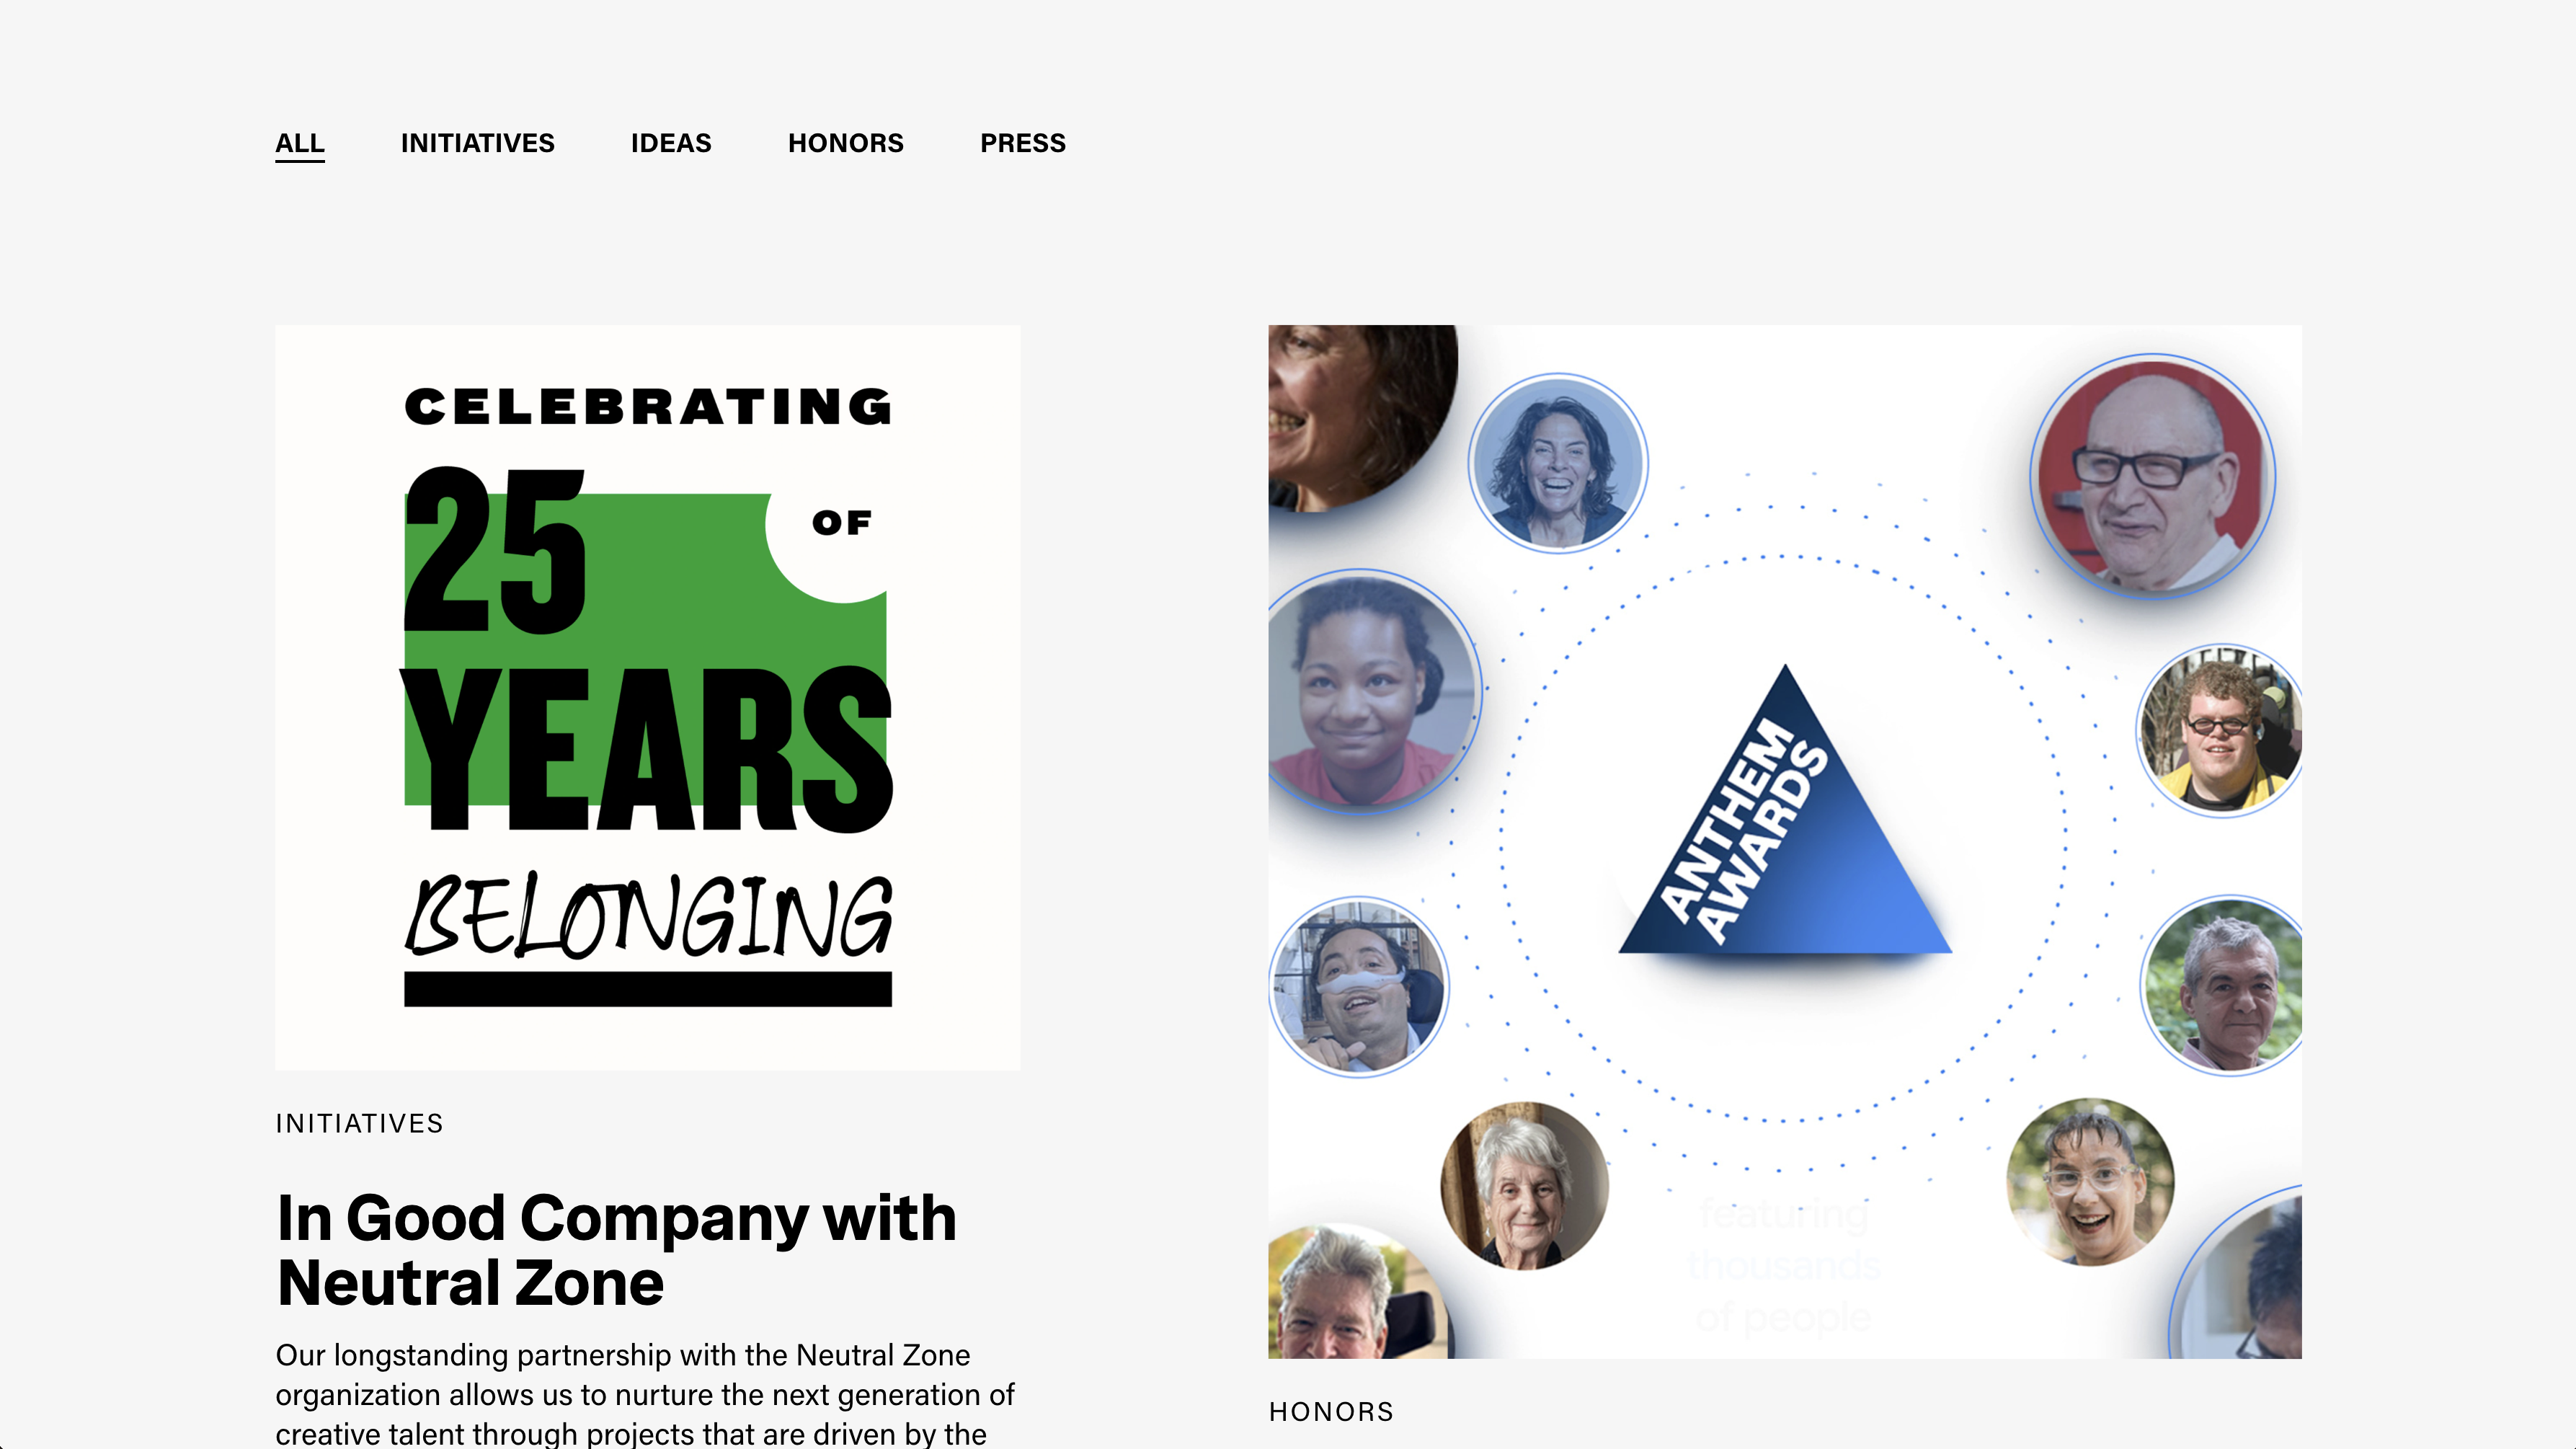 ALL INITIATIVES IDEAS HONORS PRESS
CELEBRATING
25
OF
YEARS
BELONGING
INITIATIVES
In Good Company with
Neutral Zone
Our longstanding partnership with the Neutral Zone
organization allows us to nurture the next generation of
creative talent through projects that are driven by the
ANTHEM
AWARDS
featuring
thousands
of people
HONORS